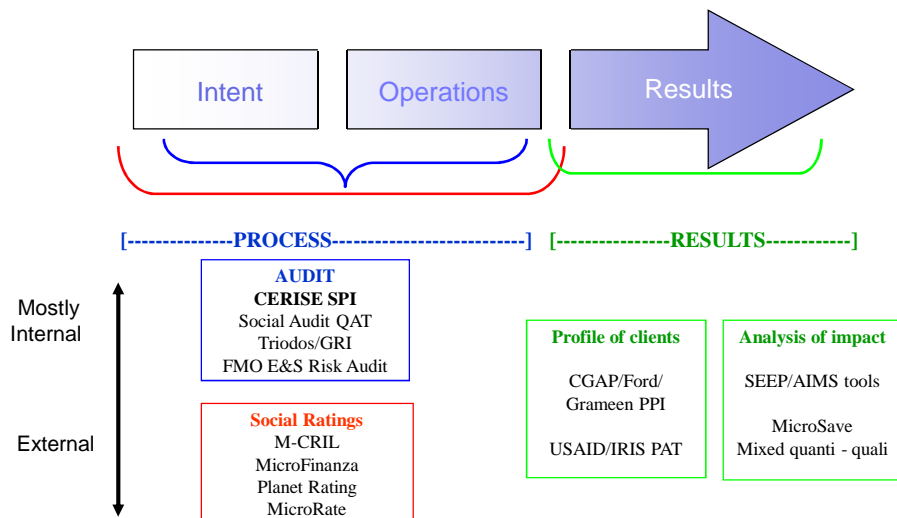 Intent
Operations
Results
[--------------PROCESS--------------------------]
[---------------RESULTS-----------]
Mostly
Internal
AUDIT
CERISE SPI
Social Audit QAT
Triodos/GRI
FMO E&S Risk Audit
External
Social Ratings
M-CRIL
MicroFinanza
Planet Rating
MicroRate
Profile of clients
CGAP/Ford/
Grameen PPI
USAID/IRIS PAT
Analysis of impact
SEEP/AIMS tools
MicroSave
Mixed quanti - quali